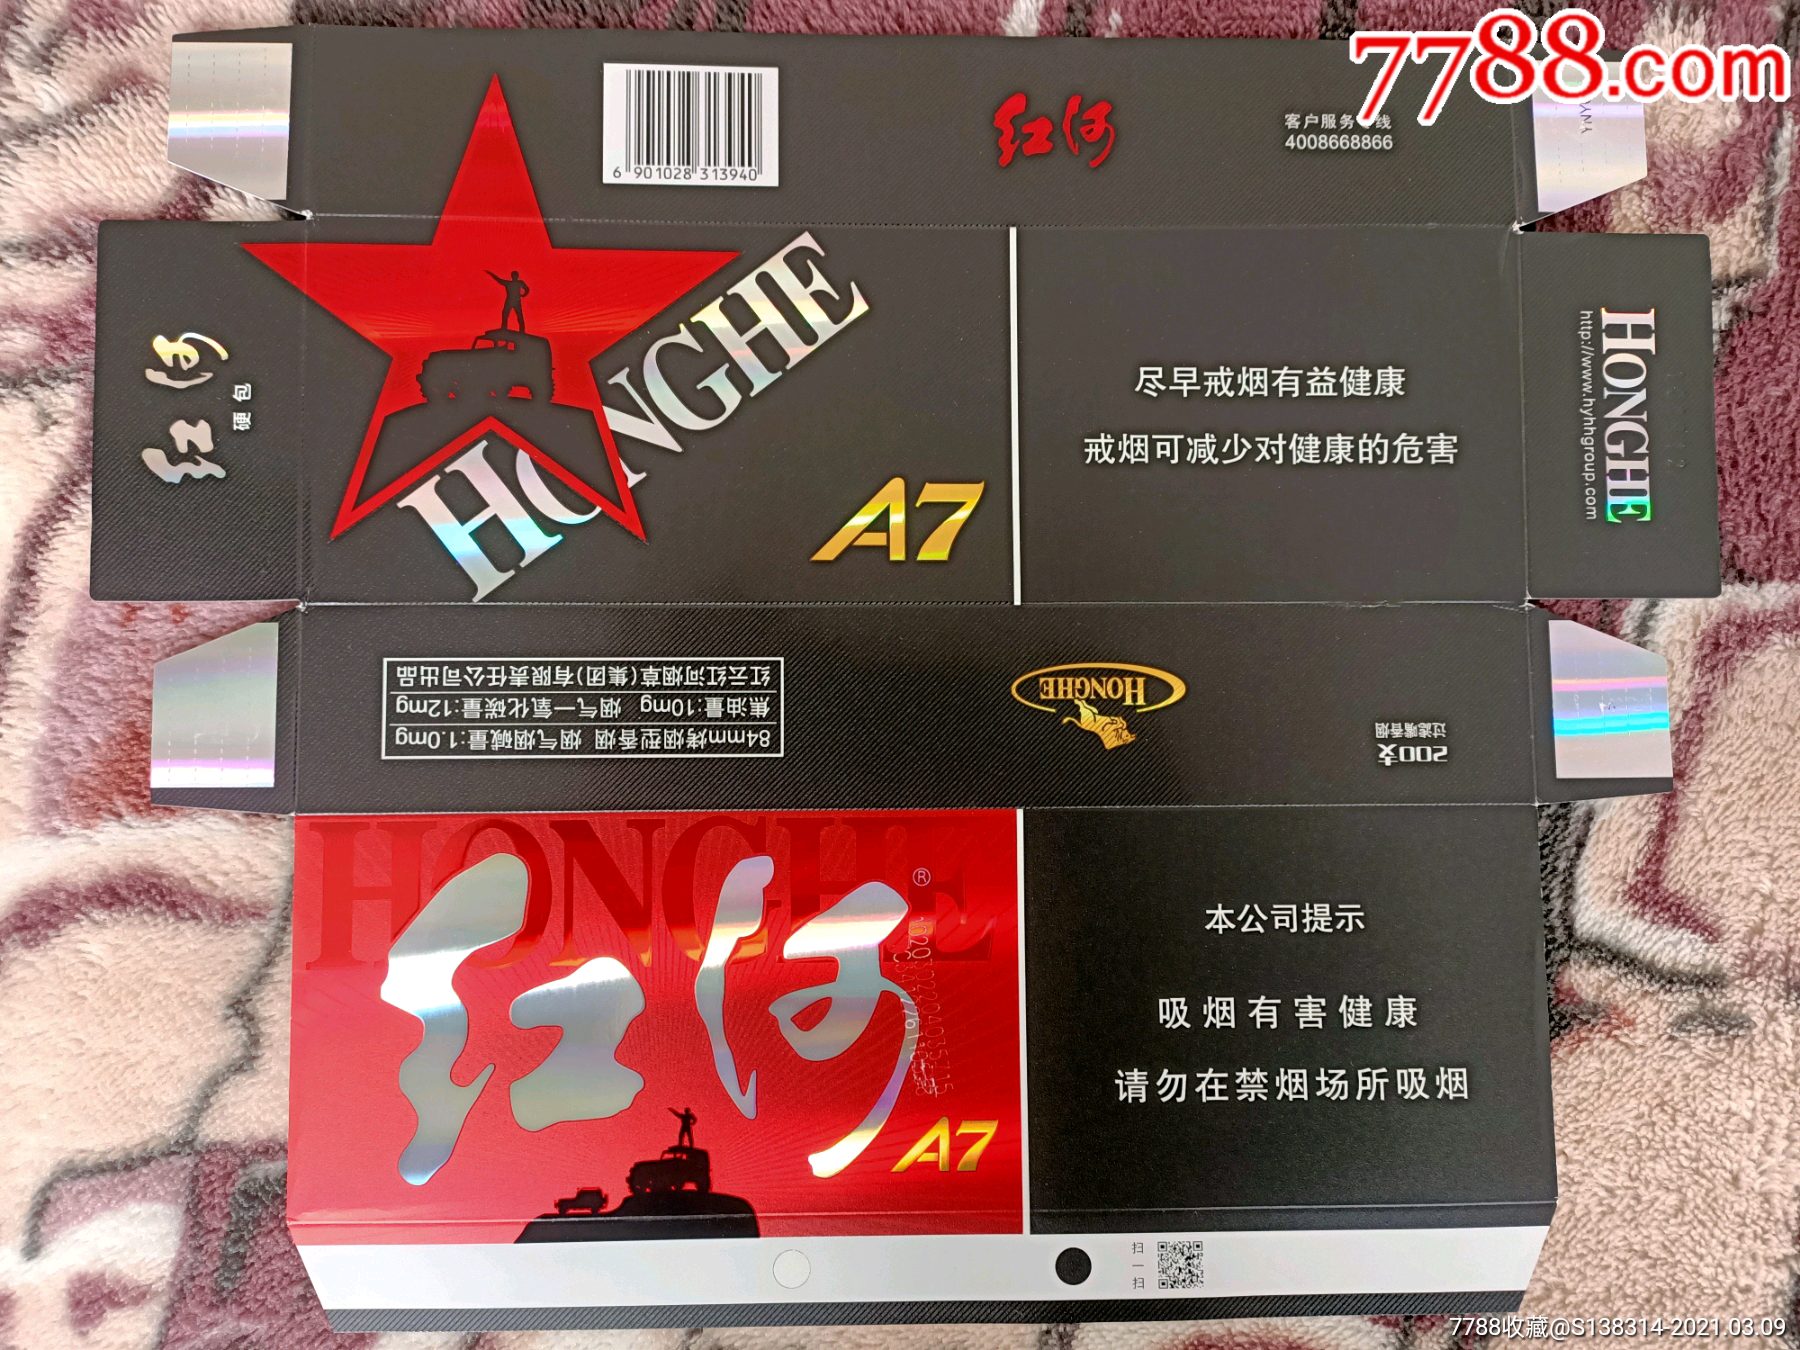 7788.com
6 901028 313940
红河
客户服务专线
4008668866
红河
硬包
HONGHE
A7
尽早戒烟有益健康
戒烟可减少对健康的危害
HONGHE
http://www.hyhhgroup.com
84mm烤烟型香烟 烟气烟碱量:1.0mg
焦油量:10mg 烟气一氧化碳量:12mg
红云红河烟草(集团)有限责任公司出品
HONGHE
200支
过滤嘴香烟
HONGHE
红河
®
A7
本公司提示
吸烟有害健康
请勿在禁烟场所吸烟
扫一扫
7788收藏@S138314-2021.03.09